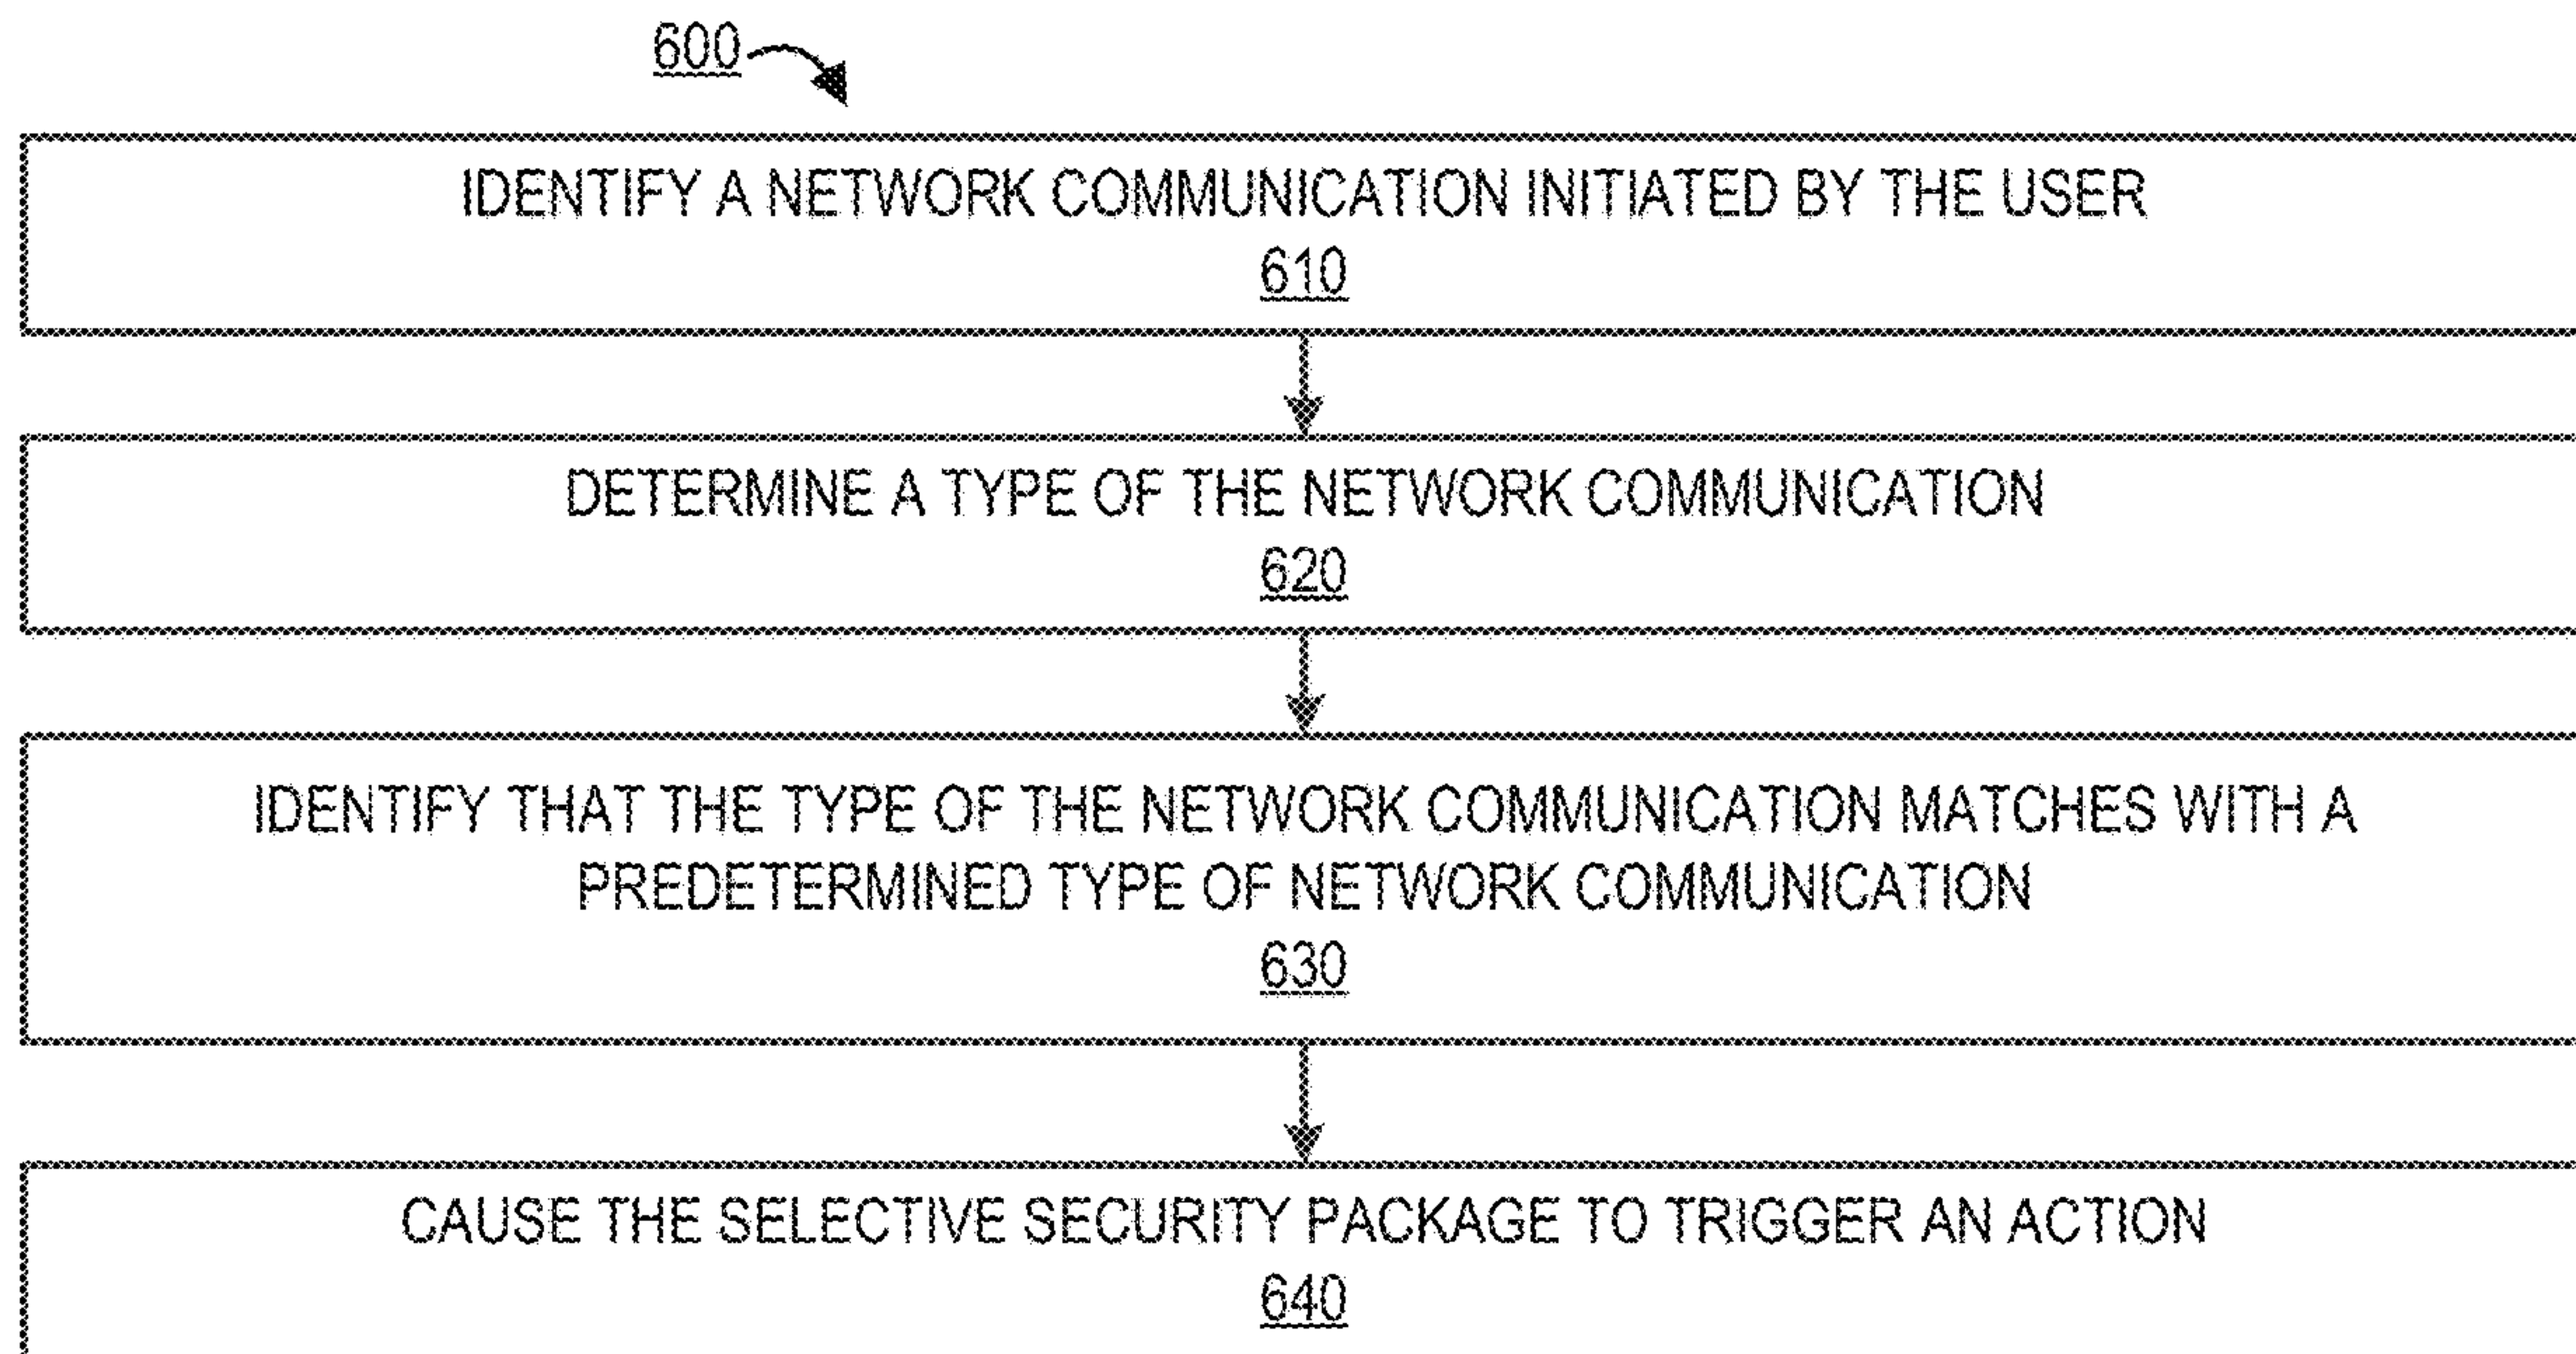 600
IDENTIFY A NETWORK COMMUNICATION INITIATED BY THE USER
610
DETERMINE A TYPE OF THE NETWORK COMMUNICATION
620
IDENTIFY THAT THE TYPE OF THE NETWORK COMMUNICATION MATCHES WITH A
PREDETERMINED TYPE OF NETWORK COMMUNICATION
630
CAUSE THE SELECTIVE SECURITY PACKAGE TO TRIGGER AN ACTION
640